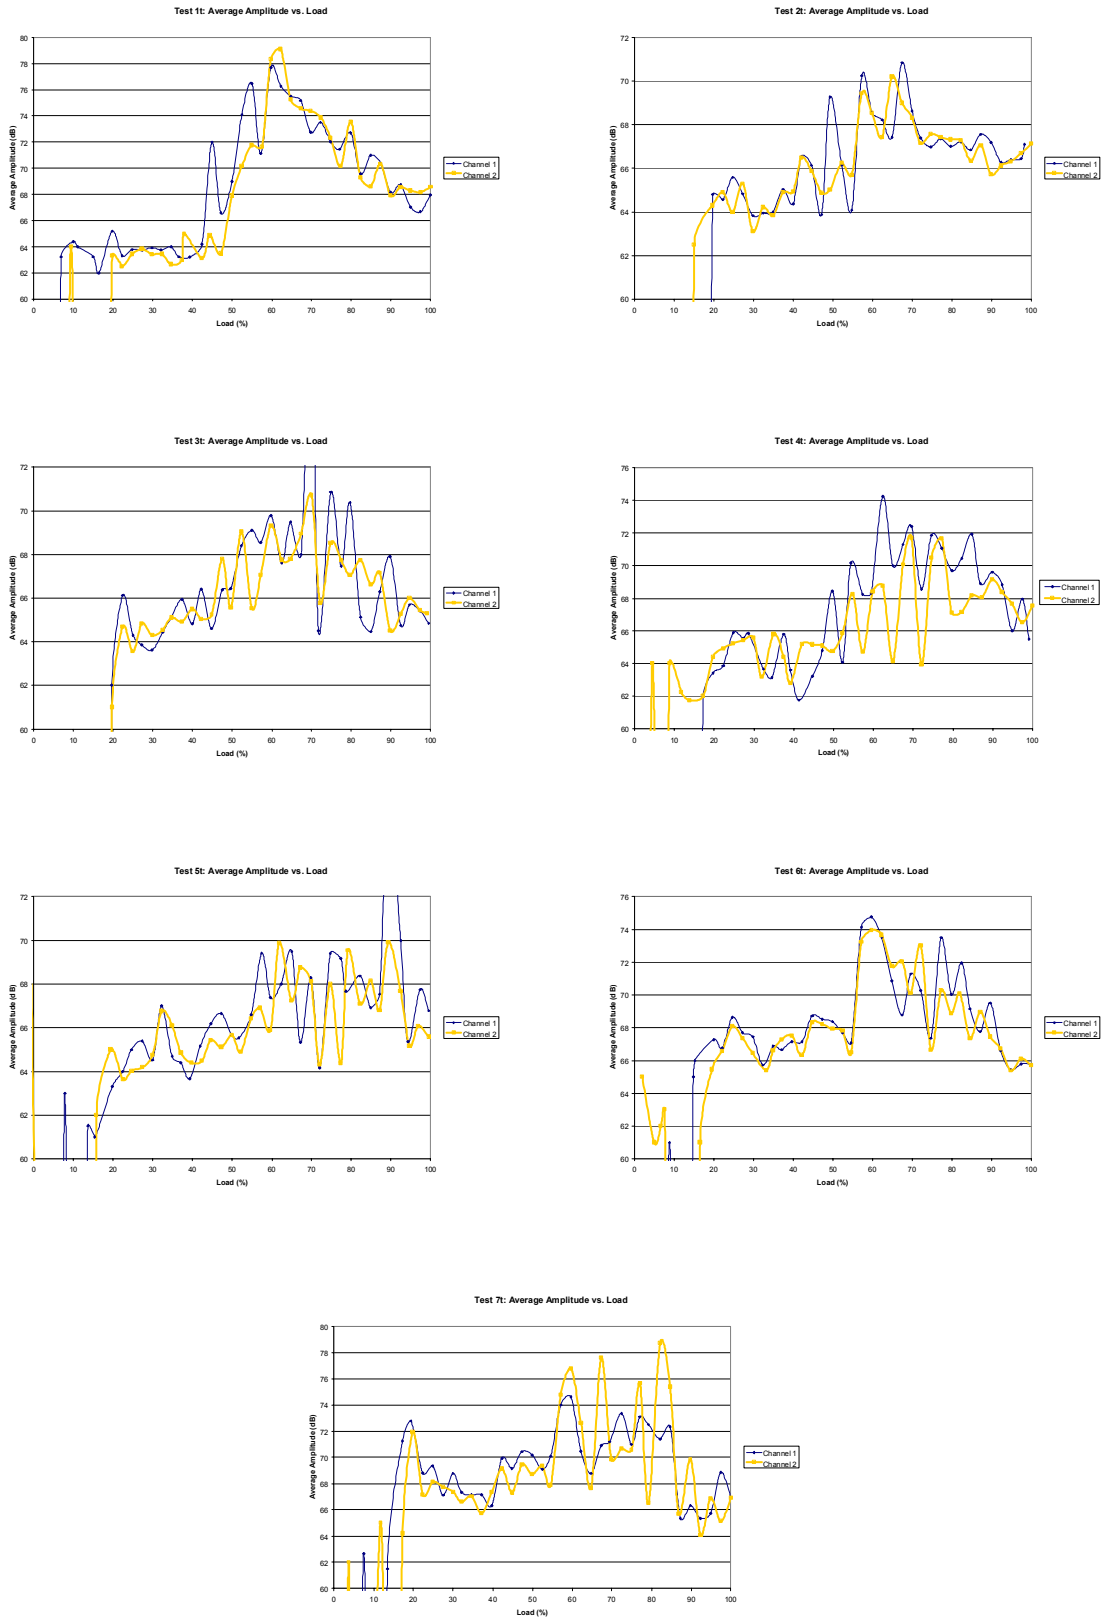 Test 1t: Average Amplitude vs. Load
Average Amplitude (dB)
80
78
76
74
72
70
68
66
64
62
60
0 10 20 30 40 50 60 70 80 90 100
Load (%)
Channel 1
Channel 2
Test 2t: Average Amplitude vs. Load
Average Amplitude (dB)
72
70
68
66
64
62
60
0 10 20 30 40 50 60 70 80 90 100
Load (%)
Channel 1
Channel 2
Test 3t: Average Amplitude vs. Load
Average Amplitude (dB)
72
70
68
66
64
62
60
0 10 20 30 40 50 60 70 80 90 100
Load (%)
Channel 1
Channel 2
Test 4t: Average Amplitude vs. Load
Average Amplitude (dB)
76
74
72
70
68
66
64
62
60
0 10 20 30 40 50 60 70 80 90 100
Load (%)
Channel 1
Channel 2
Test 5t: Average Amplitude vs. Load
Average Amplitude (dB)
72
70
68
66
64
62
60
0 10 20 30 40 50 60 70 80 90 100
Load (%)
Channel 1
Channel 2
Test 6t: Average Amplitude vs. Load
Average Amplitude (dB)
76
74
72
70
68
66
64
62
60
0 10 20 30 40 50 60 70 80 90 100
Load (%)
Channel 1
Channel 2
Test 7t: Average Amplitude vs. Load
Average Amplitude (dB)
80
78
76
74
72
70
68
66
64
62
60
0 10 20 30 40 50 60 70 80 90 100
Load (%)
Channel 1
Channel 2